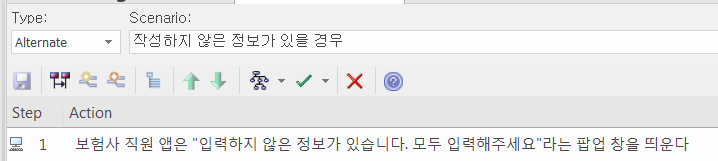 Type: Scenario:
Alternate 작성하지 않은 정보가 있을 경우
Step Action
1 보험사 직원 앱은 "입력하지 않은 정보가 있습니다. 모두 입력해주세요"라는 팝업 창을 띄운다